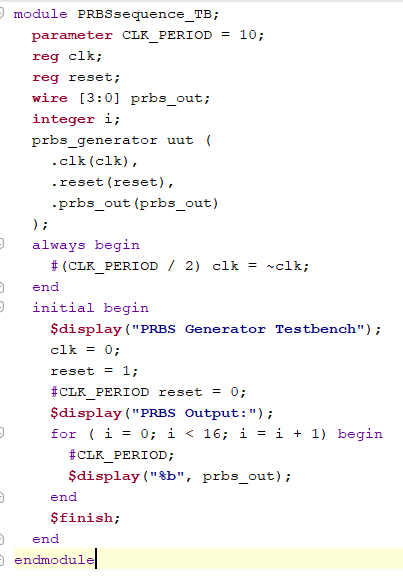 module PRBSsequence_TB;
parameter CLK_PERIOD = 10;
reg clk;
reg reset;
wire [3:0] prbs_out;
integer i;
prbs_generator uut (
.clk(clk),
.reset(reset),
.prbs_out(prbs_out)
);
always begin
#(CLK_PERIOD / 2) clk = ~clk;
end
initial begin
$display("PRBS Generator Testbench");
clk = 0;
reset = 1;
#CLK_PERIOD reset = 0;
$display("PRBS Output:");
for ( i = 0; i < 16; i = i + 1) begin
#CLK_PERIOD;
$display("%b", prbs_out);
end
$finish;
end
endmodule